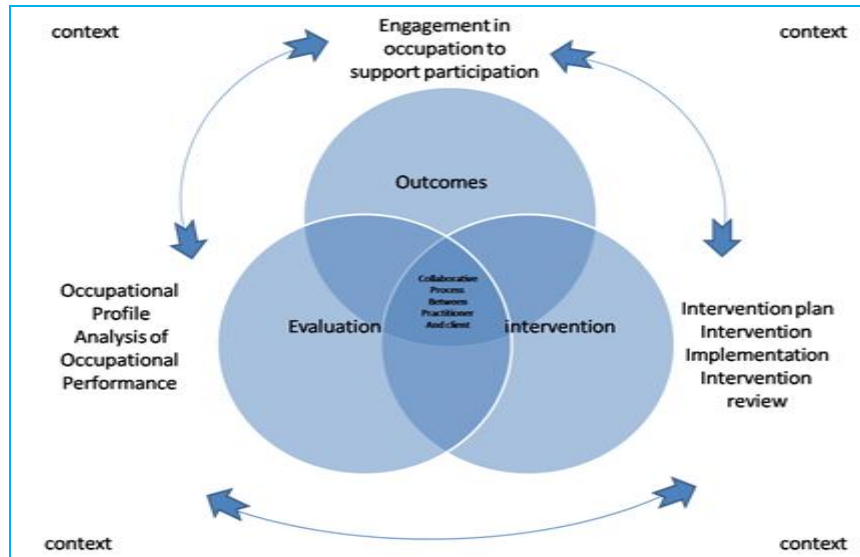 context
Engagement in
occupation to
support participation
context
Outcomes
Collaborative
Process
Between
Practitioner
And client
Evaluation
intervention
Occupational
Profile
Analysis of
Occupational
Performance
Intervention plan
Intervention
Implementation
Intervention
review
context
context